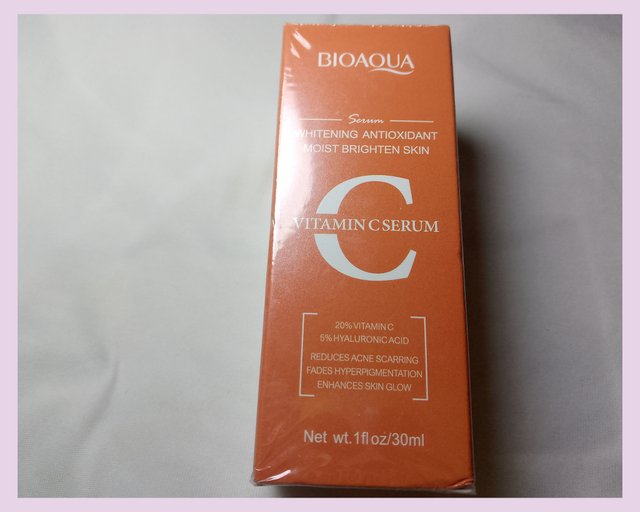 BIOAQUA
Serum
WHITENING ANTIOXIDANT
MOIST BRIGHTEN SKIN
C
VITAMIN C SERUM
20% VITAMIN C
5% HYALURONIC ACID
REDUCES ACNE SCARRING
FADES HYPERPIGMENTATION
ENHANCES SKIN GLOW
Net wt.1fl oz/30ml